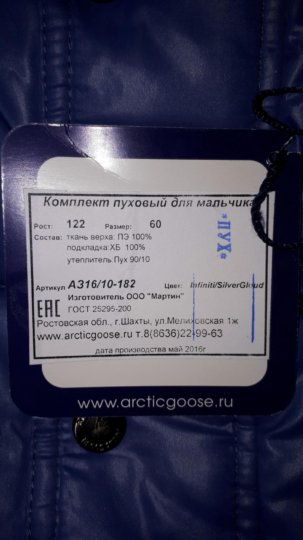 Комплект пуховый для мальчика
Рост: 122 Размер: 60
Состав: ткань верха: ПЭ 100%
подкладка:ХБ 100%
утеплитель:Пух 90/10
*ПУХ*
Артикул А316/10-182 Цвет: Infiniti/SilverCloud
EAC Изготовитель ООО "Мартин"
ГОСТ 25295-200
Ростовская обл., г.Шахты, ул.Мелиховская 1ж
www.arcticgoose.ru т.8(8636)22-99-63
дата производства май 2016г
www.arcticgoose.ru